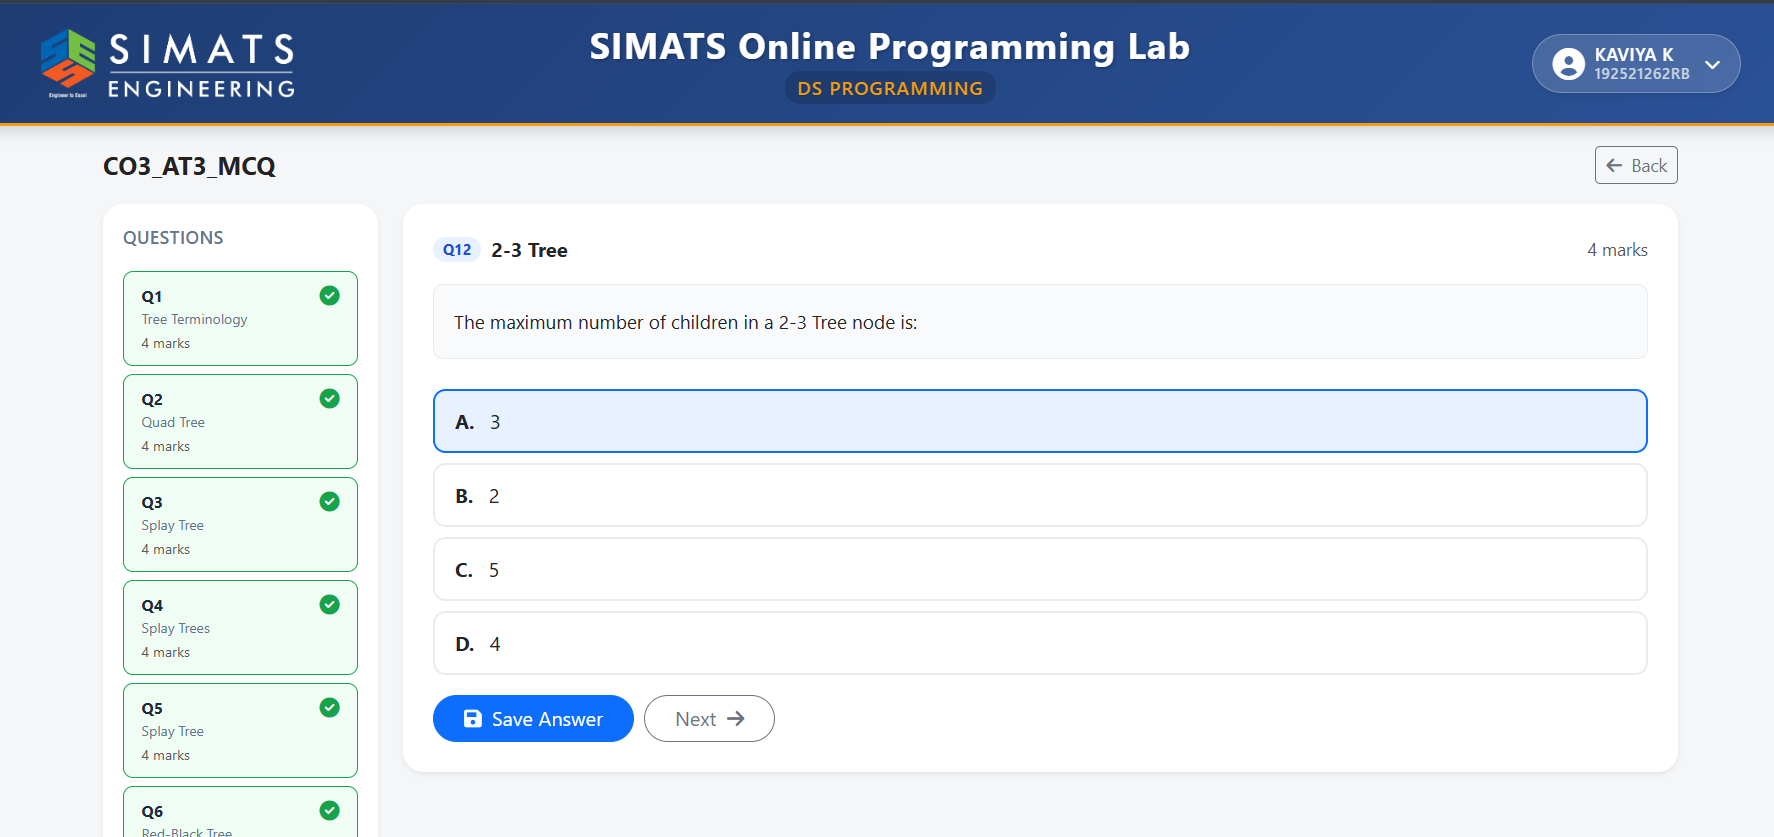 SIMATS
ENGINEERING
Engineer to Excel
SIMATS Online Programming Lab
DS PROGRAMMING
KAVIYA K
192521262RB
CO3_AT3_MCQ
Back
QUESTIONS
Q1
Tree Terminology
4 marks
Q2
Quad Tree
4 marks
Q3
Splay Tree
4 marks
Q4
Splay Trees
4 marks
Q5
Splay Tree
4 marks
Q6
Red-Black Tree
Q12 2-3 Tree
4 marks
The maximum number of children in a 2-3 Tree node is:
A. 3
B. 2
C. 5
D. 4
Save Answer
Next